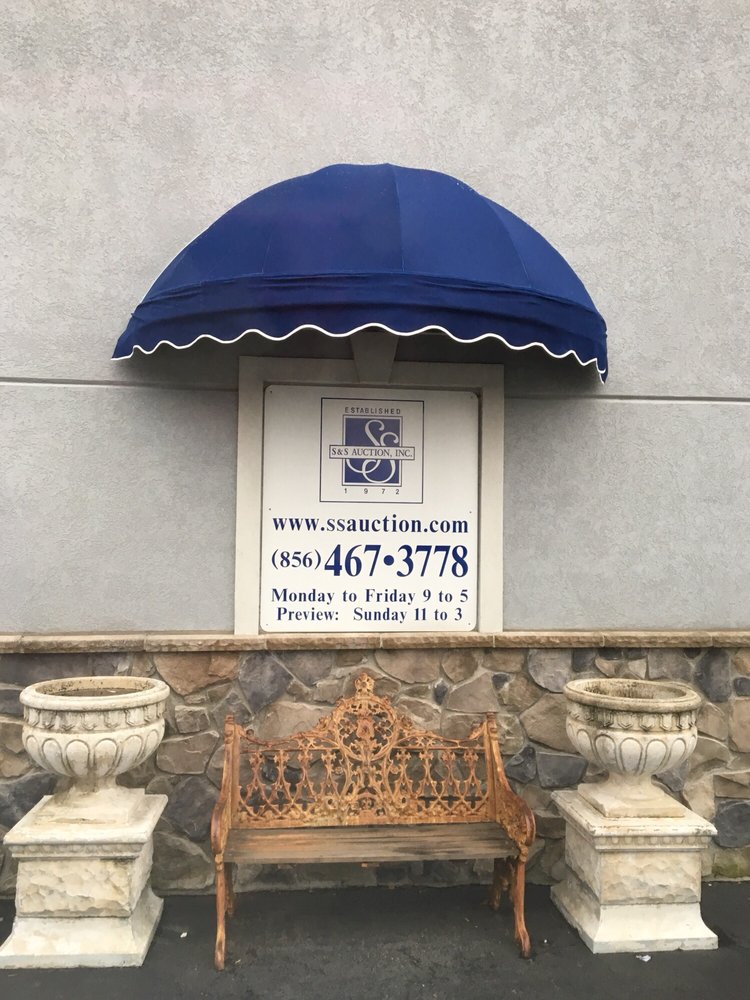 ESTABLISHED
S&S AUCTION, INC.
1972
www.ssauction.com
(856)467•3778
Monday to Friday 9 to 5
Preview: Sunday 11 to 3